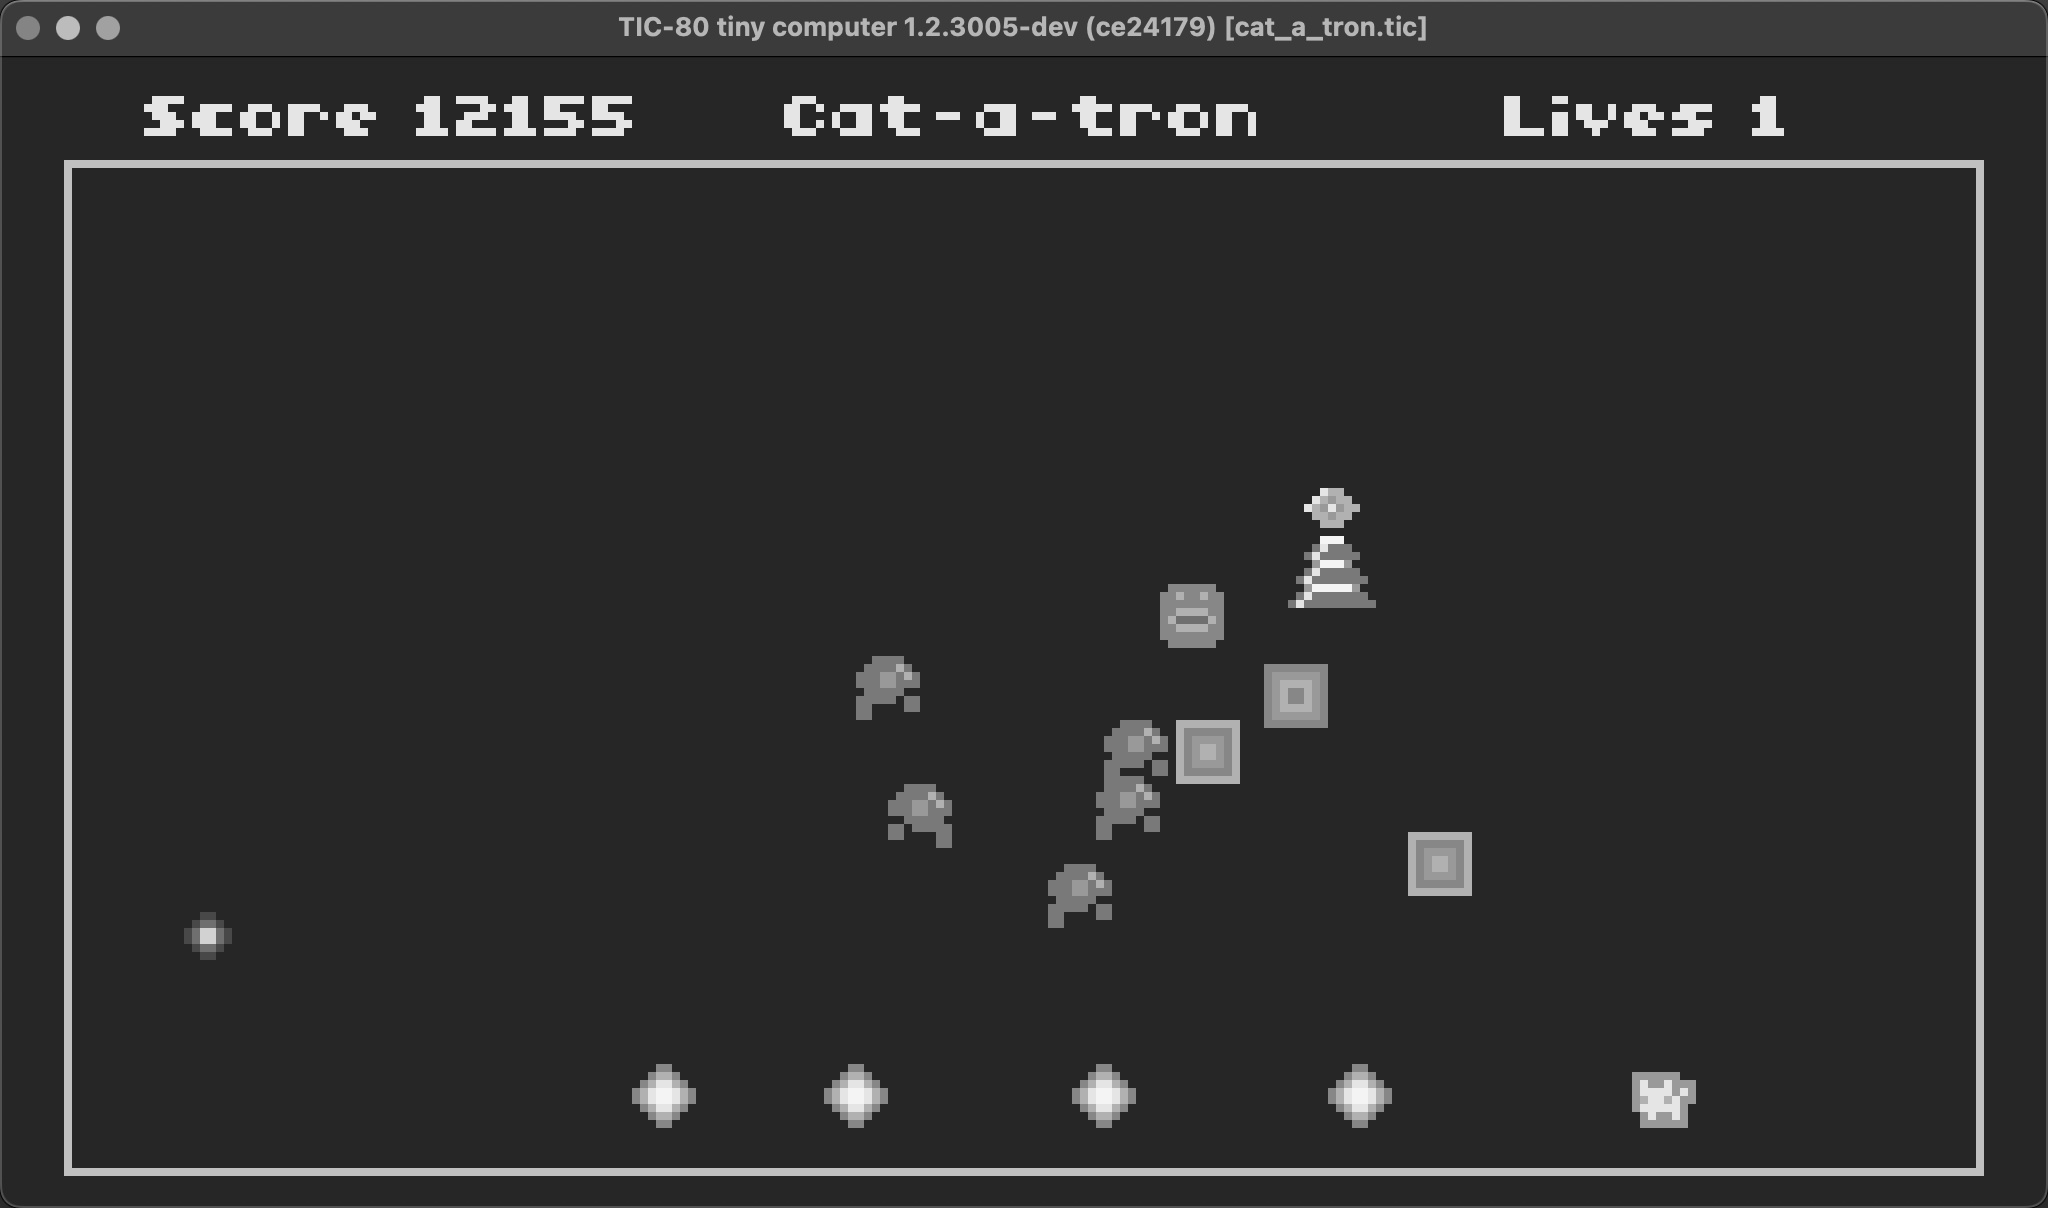 TIC-80 tiny computer 1.2.3005-dev (ce24179) [cat_a_tron.tic]
Score 12155 Cat-a-tron Lives 1